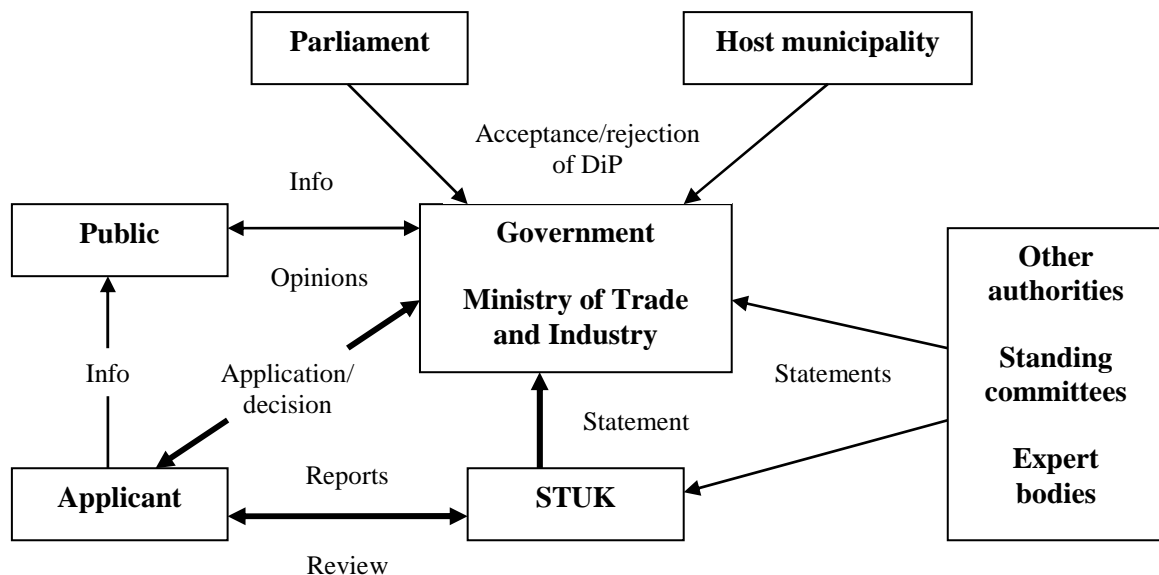 Parliament
Host municipality
Acceptance/rejection
of DiP
Info
Public
Government
Opinions
Ministry of Trade
and Industry
Other
authorities
Standing
committees
Expert
bodies
Info
Application/
decision
Statements
Statement
Applicant
Reports
STUK
Review